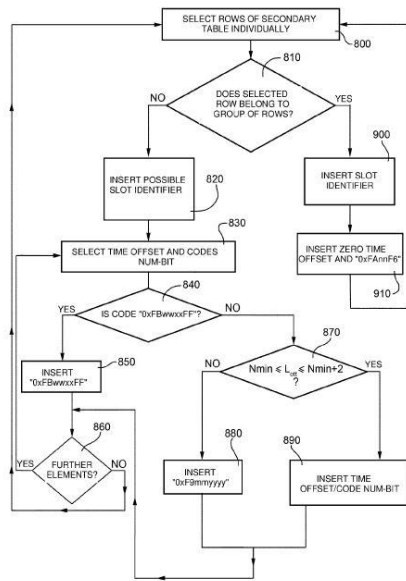 SELECT ROWS OF SECONDARY
TABLE INDIVIDUALLY
800
810
DOES SELECTED
ROW BELONG TO
GROUP OF ROWS?
NO
YES
INSERT POSSIBLE
SLOT IDENTIFIER
820
900
INSERT SLOT
IDENTIFIER
830
SELECT TIME OFFSET AND CODES
NUM-BIT
INSERT ZERO TIME
OFFSET AND "0xFAnnF6"
910
840
IS CODE "0xFBwwxxFF"?
YES
NO
850
INSERT
"0xFBwwxxFF"
870
Nmin ≤ Loff ≤ Nmin+2
?
NO
YES
860
FURTHER
ELEMENTS?
YES
NO
880
INSERT
"0xF9mmyyyy"
890
INSERT TIME
OFFSET/CODE NUM-BIT